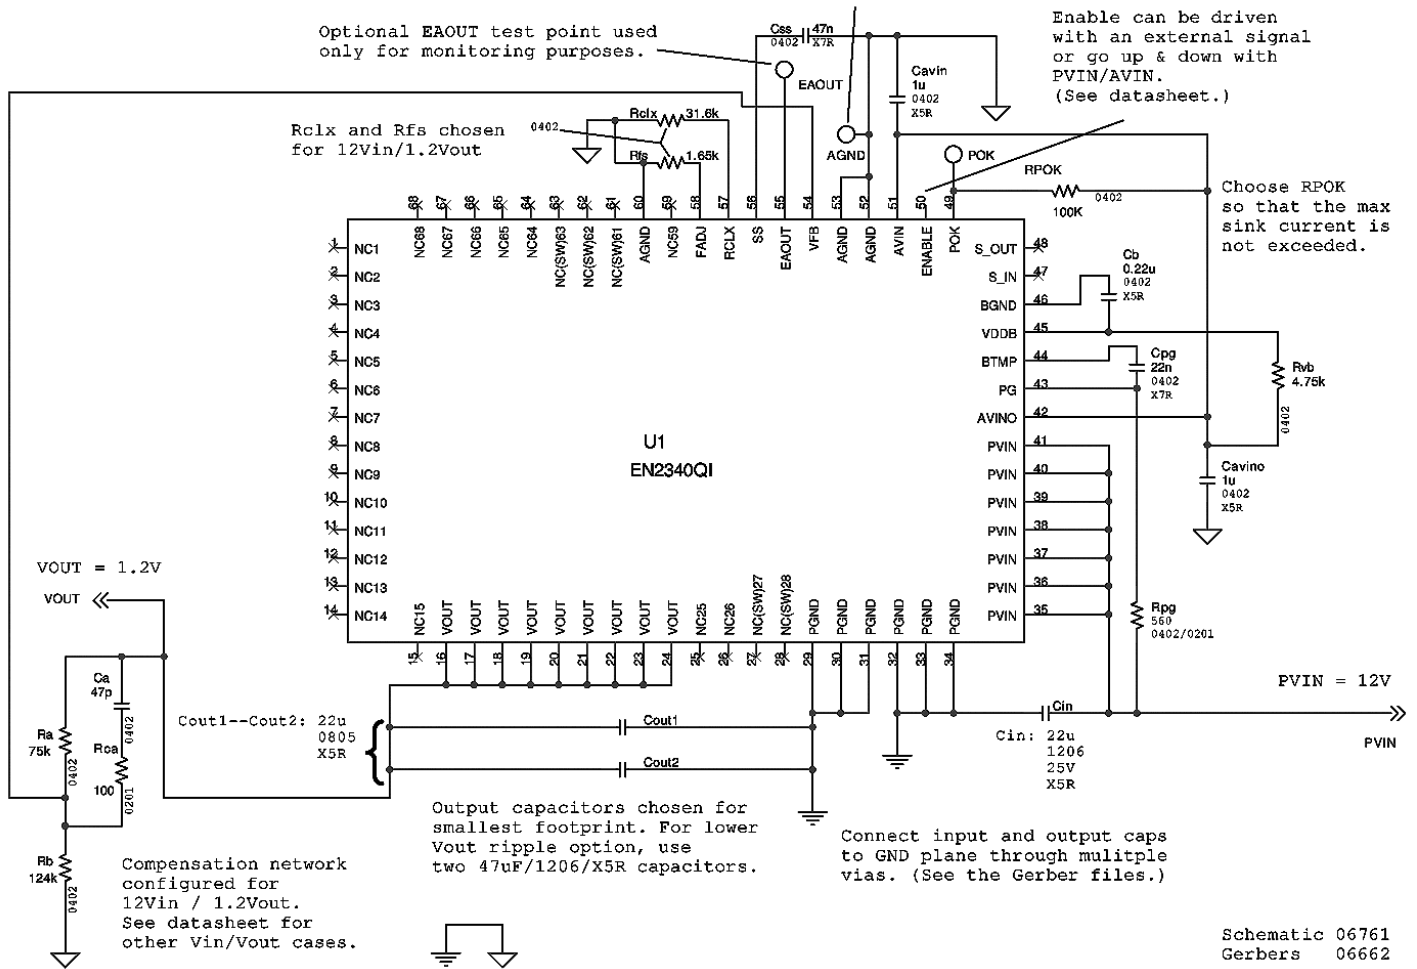 Optional EAOUT test point used
only for monitoring purposes.
Css
0402
47n
X7R
EAOUT
Cavin
1u
0402
X5R
Enable can be driven
with an external signal
or go up & down with
PVIN/AVIN.
(See datasheet.)
Rclx and Rfs chosen
for 12Vin/1.2Vout
0402
Rclx
31.6k
Rfs
1.65k
AGND
POK
RPOK
100K
0402
Choose RPOK
so that the max
sink current is
not exceeded.
68 67 66 65 64 63 62 61 60 59 58 57 56 55 54 53 52 51 50 49
NC68 NC67 NC66 NC65 NC64 NC(SW)63 NC(SW)62 NC(SW)61 AGND NC59 FADJ RCLX SS EAOUT VFB AGND AGND AVIN ENABLE POK
1 NC1
2 NC2
3 NC3
4 NC4
5 NC5
6 NC6
7 NC7
8 NC8
9 NC9
10 NC10
11 NC11
12 NC12
13 NC13
14 NC14
S_OUT 48
S_IN 47
BGND 46
VDDB 45
BTMP 44
PG 43
AVINO 42
PVIN 41
PVIN 40
PVIN 39
PVIN 38
PVIN 37
PVIN 36
PVIN 35
U1
EN2340QI
Cb
0.22u
0402
X5R
Cpg
22n
0402
X7R
Rvb
4.75k
0402
Cavino
1u
0402
X5R
Rpg
560
0402/0201
NC15 VOUT VOUT VOUT VOUT VOUT VOUT VOUT VOUT VOUT NC25 NC26 NC(SW)27 NC(SW)28 PGND PGND PGND PGND PGND PGND
15 16 17 18 19 20 21 22 23 24 25 26 27 28 29 30 31 32 33 34
VOUT = 1.2V
VOUT
Ca
47p
0402
Ra
75k
0402
Rca
100
0201
Rb
124k
0402
Cout1--Cout2: 22u
0805
X5R
Cout1
Cout2
Cin
Cin: 22u
1206
25V
X5R
PVIN = 12V
PVIN
Output capacitors chosen for
smallest footprint. For lower
Vout ripple option, use
two 47uF/1206/X5R capacitors.
Connect input and output caps
to GND plane through mulitple
vias. (See the Gerber files.)
Compensation network
configured for
12Vin / 1.2Vout.
See datasheet for
other Vin/Vout cases.
Schematic 06761
Gerbers 06662